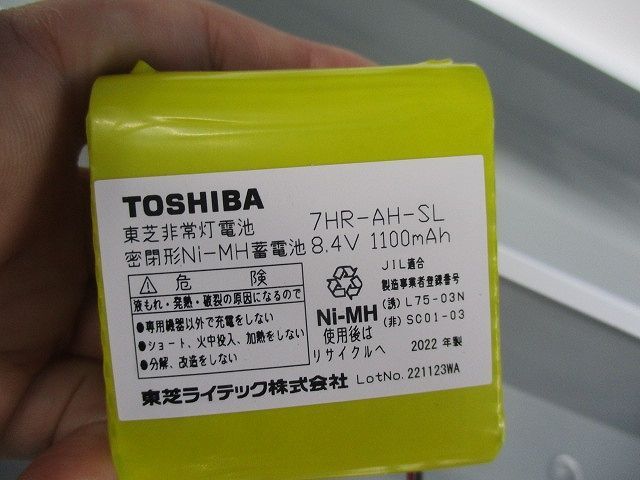 TOSHIBA
東芝非常灯電池 7HR-AH-SL
密閉形Ni-MH蓄電池 8.4V 1100mAh
危険
液もれ・発熱・破裂の原因になるので
●専用機器以外で充電をしない
●ショート、火中投入、加熱をしない
●分解、改造をしない
Ni-MH
使用後は
リサイクルへ
JIL適合
製造事業者登録番号
(誘) L75-03N
(非) SC01-03
2022年製
東芝ライテック株式会社 LotNo.221123WA